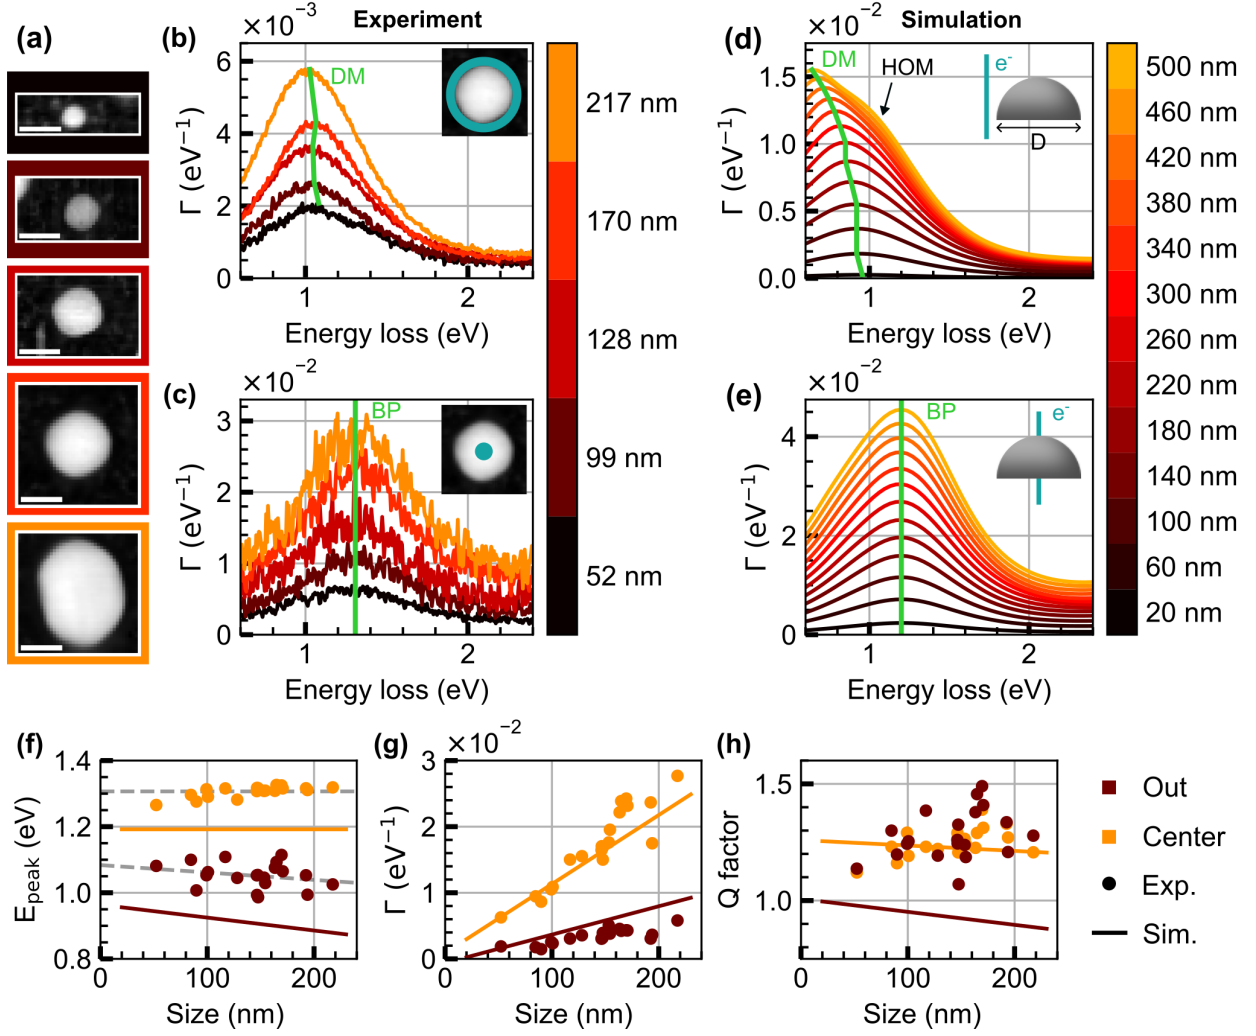 Experiment
Simulation
(a)
(b)
×10⁻³
Γ (eV⁻¹)
6
4
2
0
DM
1
2
Energy loss (eV)
(c)
×10⁻²
Γ (eV⁻¹)
3
2
1
0
BP
1
2
Energy loss (eV)
217 nm
170 nm
128 nm
99 nm
52 nm
(d)
×10⁻²
Γ (eV⁻¹)
1.5
1.0
0.5
0.0
DM
HOM
e⁻
D
1
2
Energy loss (eV)
(e)
×10⁻²
Γ (eV⁻¹)
4
2
0
BP
e⁻
1
2
Energy loss (eV)
500 nm
460 nm
420 nm
380 nm
340 nm
300 nm
260 nm
220 nm
180 nm
140 nm
100 nm
60 nm
20 nm
(f)
E_peak (eV)
1.4
1.2
1.0
0.8
0
100
200
Size (nm)
(g)
×10⁻²
Γ (eV⁻¹)
3
2
1
0
0
100
200
Size (nm)
(h)
Q factor
1.5
1.0
0
100
200
Size (nm)
Out
Center
Exp.
Sim.